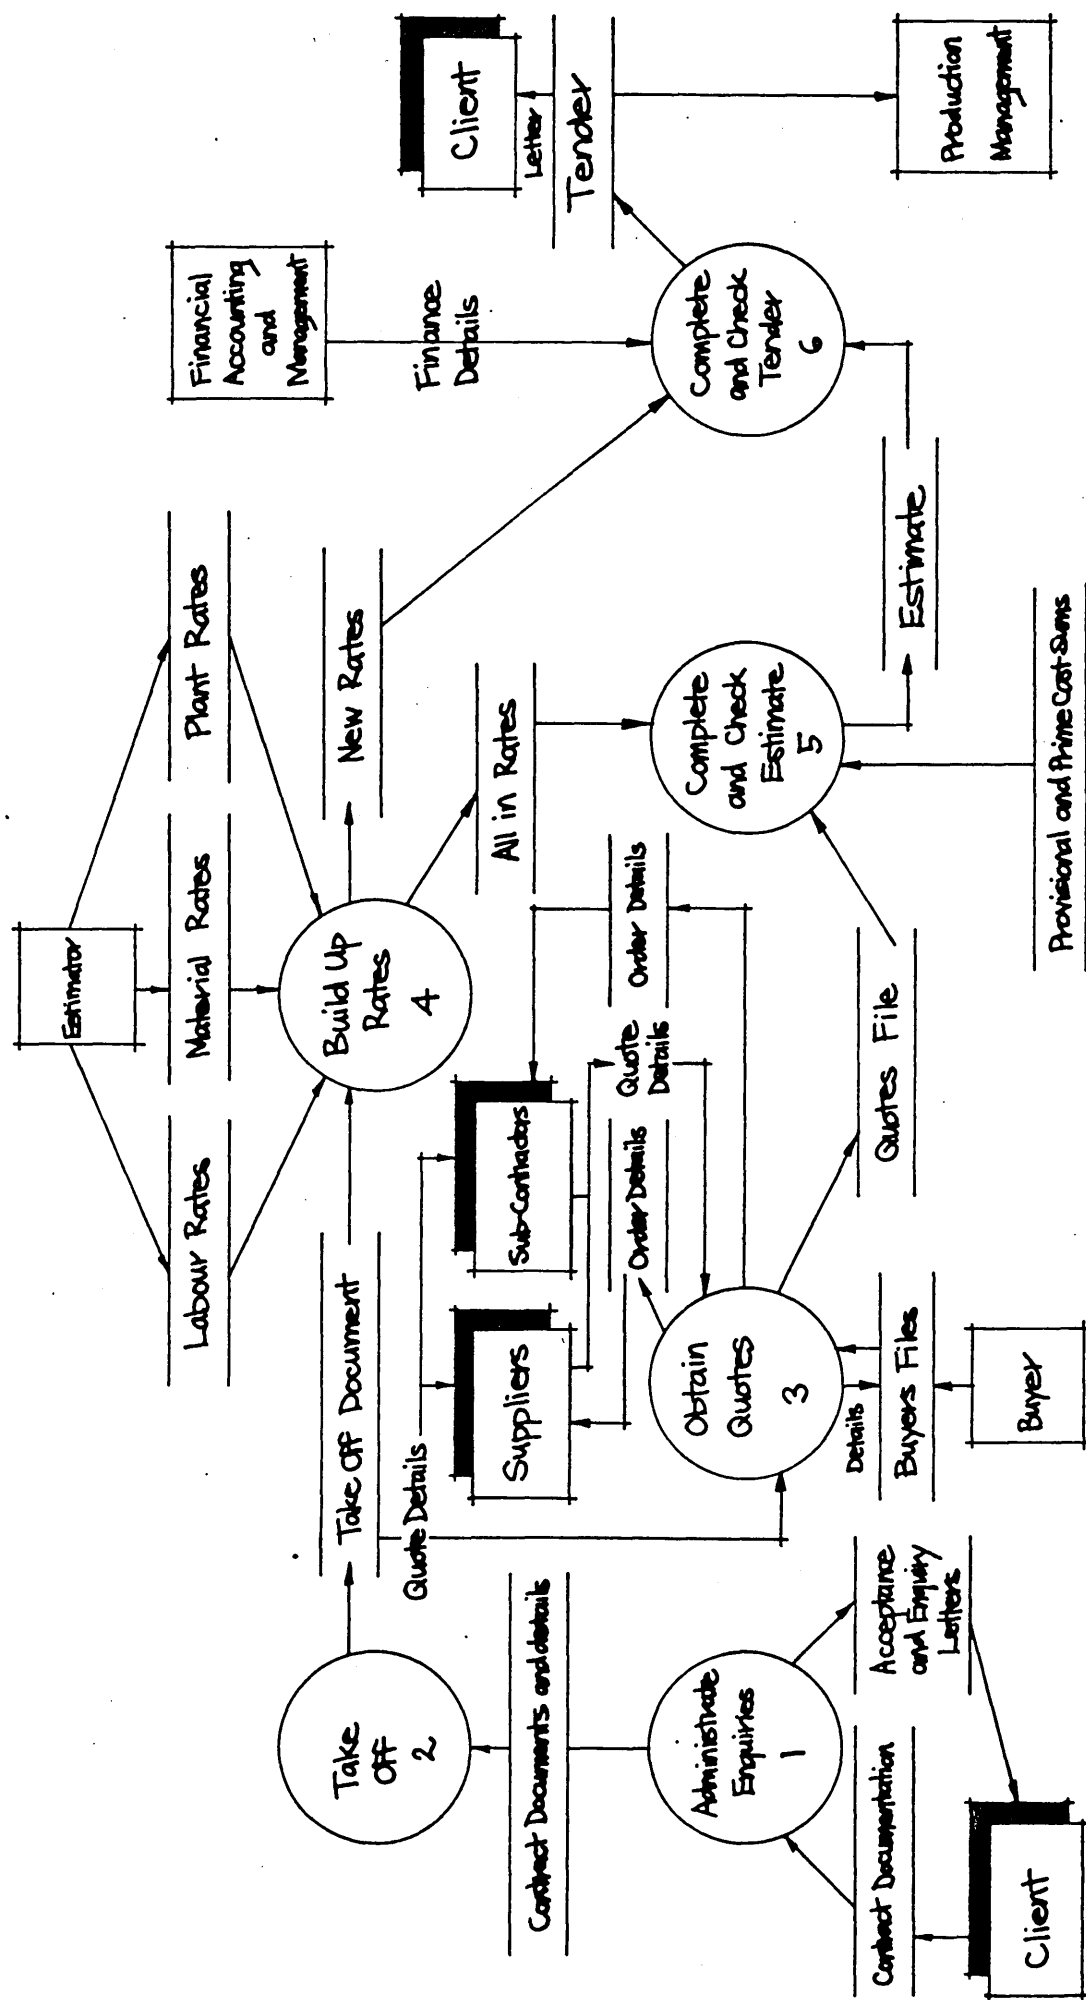 Estimator
Labour Rates
Material Rates
Plant Rates
Financial
Accounting
and
Management
Take
Off
2
Take Off Document
Build Up
Rates
4
New Rates
Finance
Details
Client
Letter
Tender
Quote Details
Suppliers
Sub-Contractors
All in Rates
Contract Documents and details
Order Details
Quote
Details
Order Details
Administrate
Enquiries
1
Obtain
Quotes
3
Complete
and Check
Estimate
5
Complete
and Check
Tender
6
Details
Contract Documentation
Acceptance
and Enquiry
Letters
Buyers Files
Quotes File
Estimate
Production
Management
Client
Buyer
Provisional and Prime Cost Sums